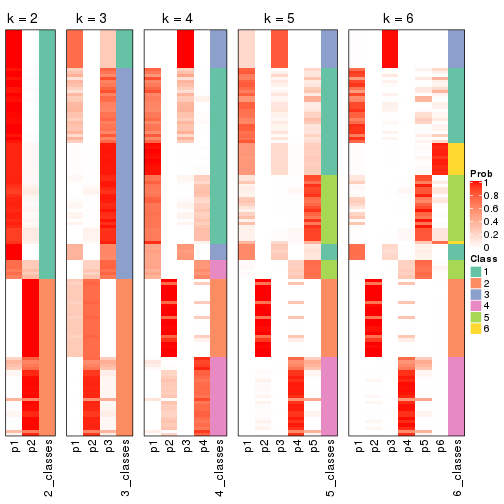 k = 2
k = 3
k = 4
k = 5
k = 6
p1
p2
2_classes
p1
p2
p3
3_classes
p1
p2
p3
p4
4_classes
p1
p2
p3
p4
p5
5_classes
p1
p2
p3
p4
p5
p6
6_classes
Prob
1
0.8
0.6
0.4
0.2
0
Class
1
2
3
4
5
6